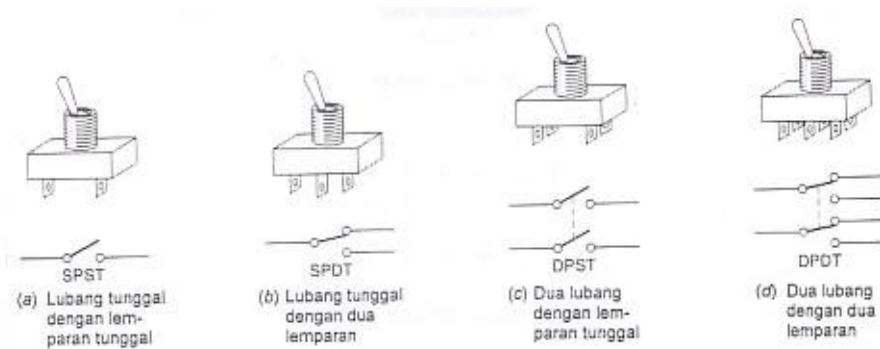 SPST
(a) Lubang tunggal
dengan lem-
paran tunggal
SPDT
(b) Lubang tunggal
dengan dua
lemparan
DPST
(c) Dua lubang
dengan lem-
paran tunggal
DPDT
(d) Dua lubang
dengan dua
lemparan